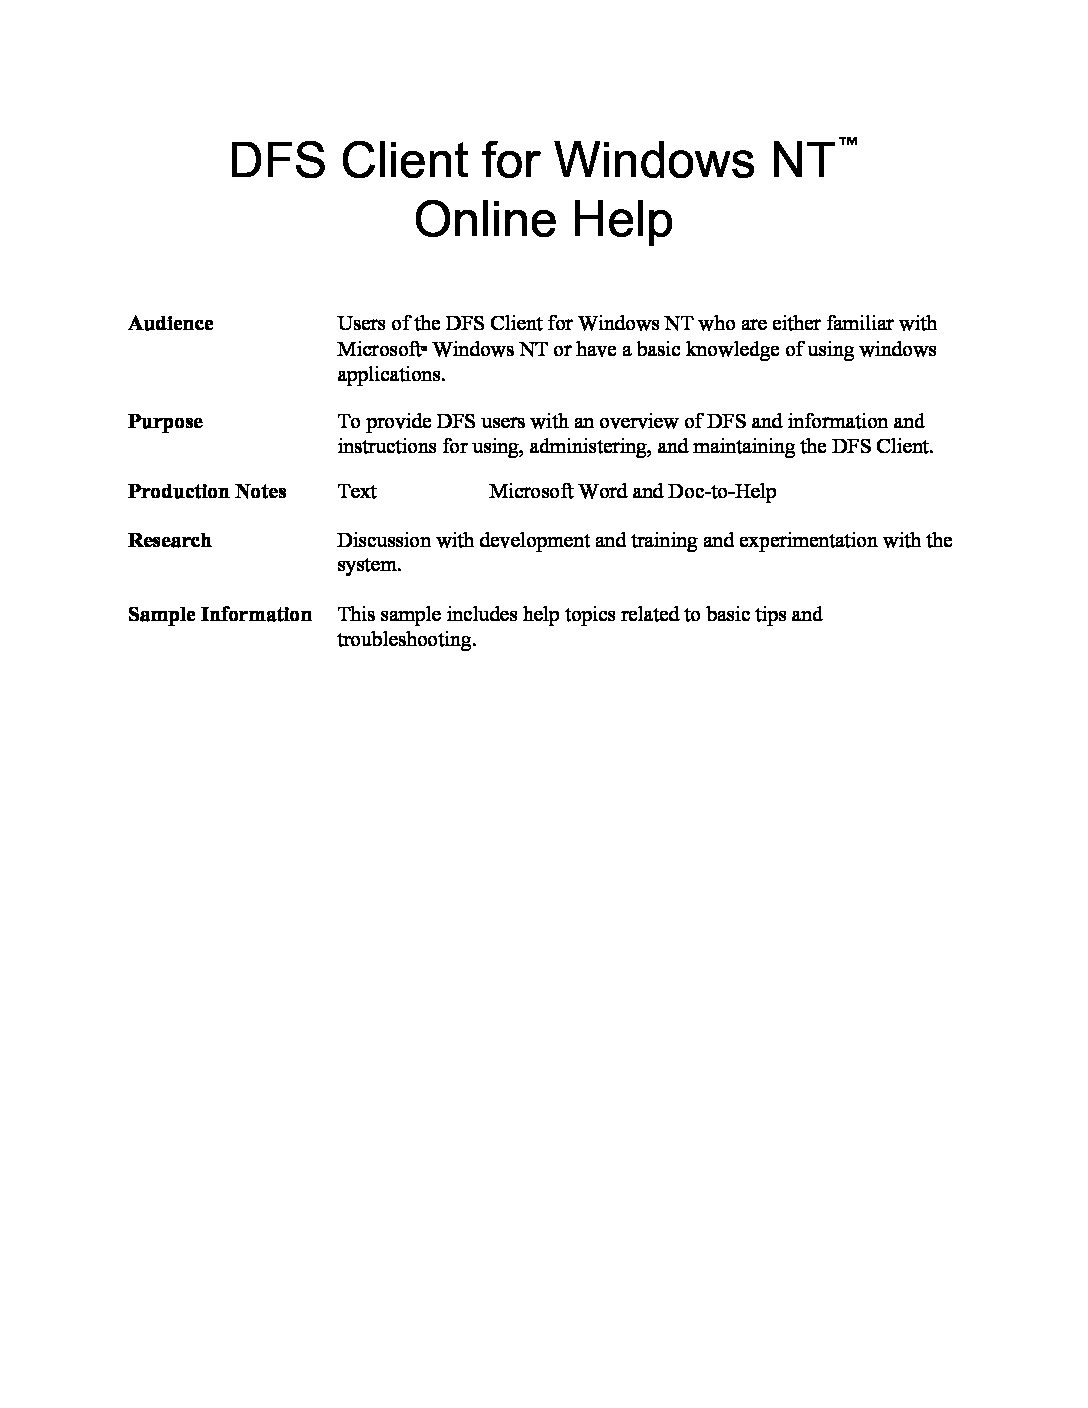 DFS Client for Windows NT™
Online Help
Audience Users of the DFS Client for Windows NT who are either familiar with
Microsoft® Windows NT or have a basic knowledge of using windows
applications.
Purpose To provide DFS users with an overview of DFS and information and
instructions for using, administering, and maintaining the DFS Client.
Production Notes Text Microsoft Word and Doc-to-Help
Research Discussion with development and training and experimentation with the
system.
Sample Information This sample includes help topics related to basic tips and
troubleshooting.